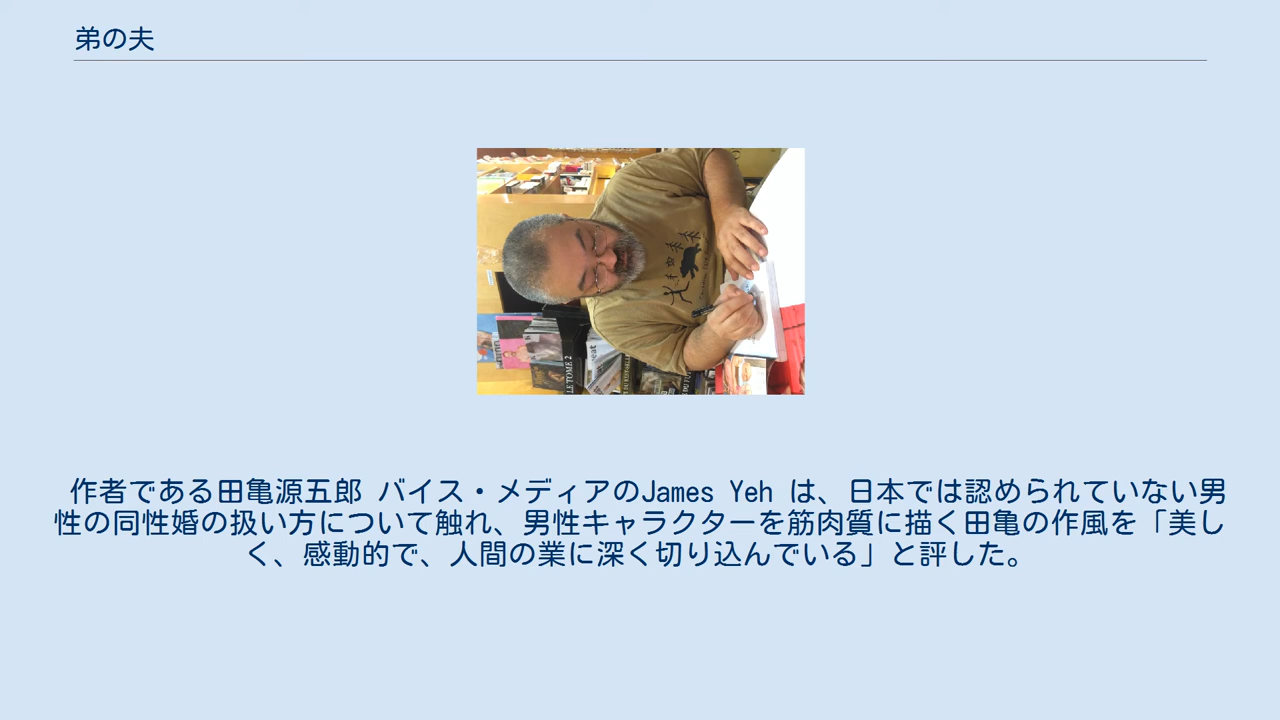 弟の夫
LE TOME 2
作者である田亀源五郎 バイス・メディアのJames Yeh は、日本では認められていない男
性の同性婚の扱い方について触れ、男性キャラクターを筋肉質に描く田亀の作風を「美し
く、感動的で、人間の業に深く切り込んでいる」と評した。